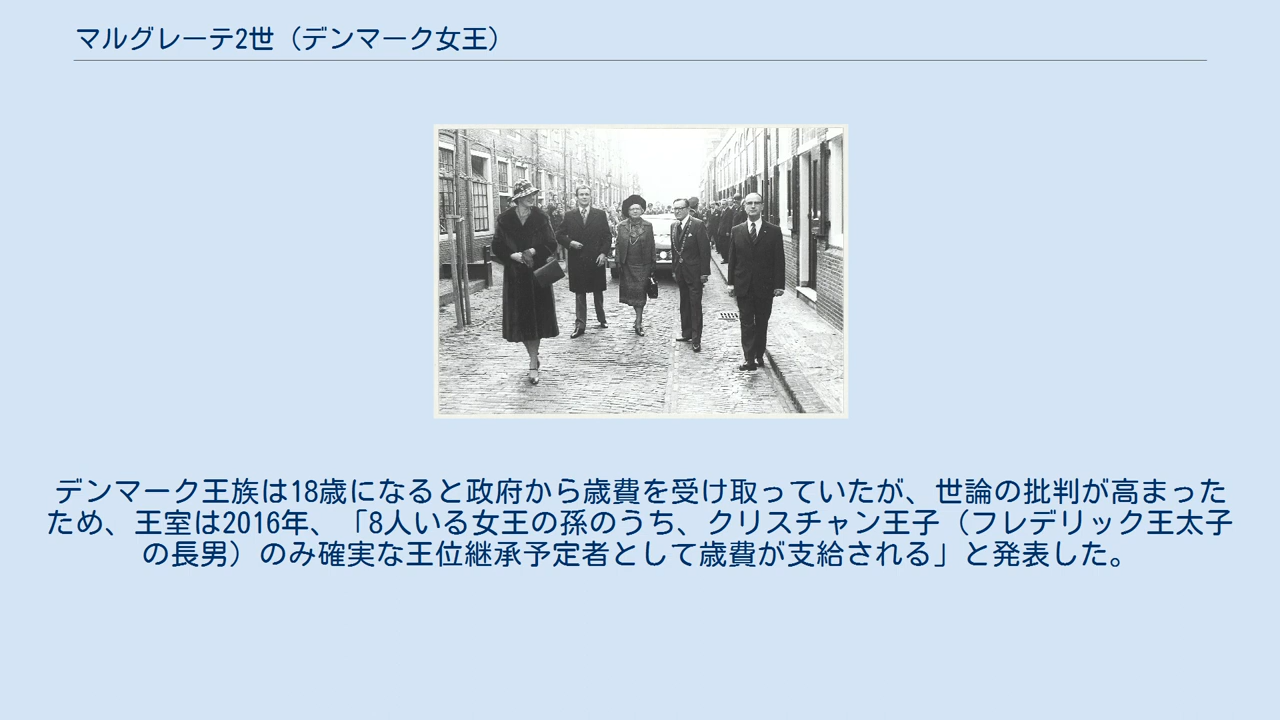 マルグレーテ2世（デンマーク女王）
デンマーク王族は18歳になると政府から歳費を受け取っていたが、世論の批判が高まった
ため、王室は2016年、「8人いる女王の孫のうち、クリスチャン王子（フレデリック王太子
の長男）のみ確実な王位継承予定者として歳費が支給される」と発表した。